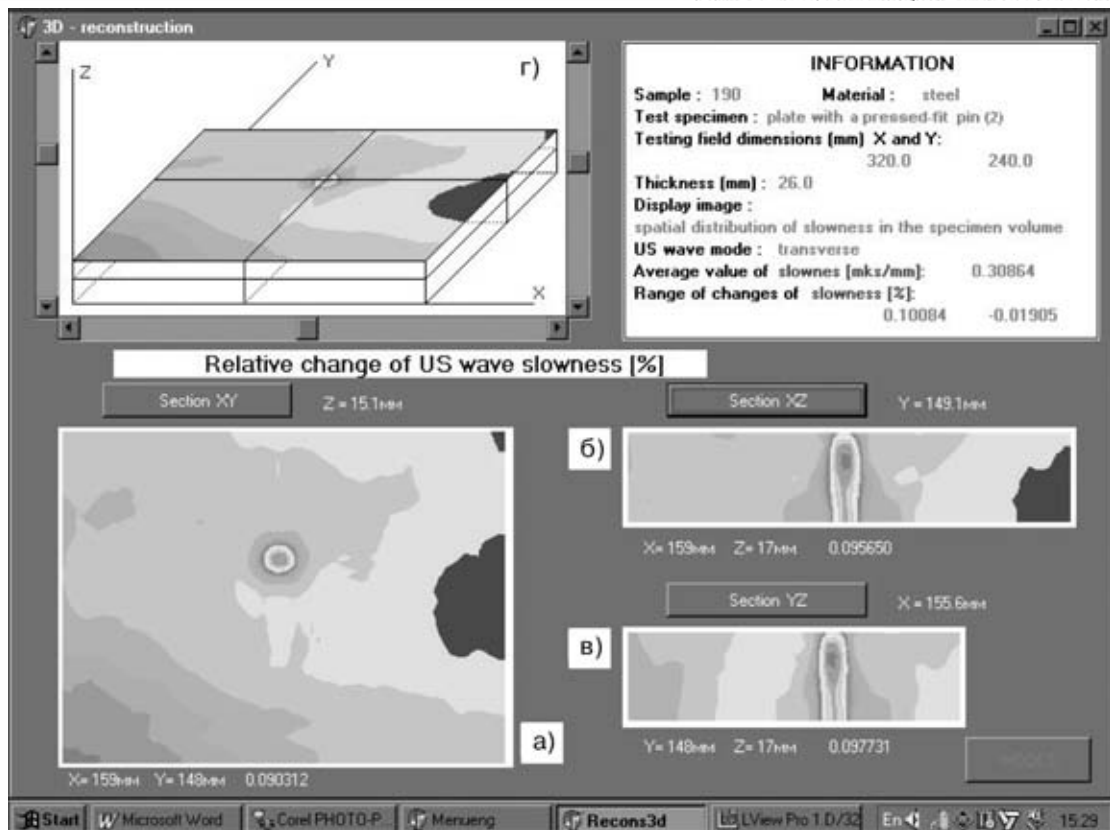 3D - reconstruction
Z
Y
г)
X
INFORMATION
Sample : 190 Material : steel
Test specimen : plate with a pressed-fit pin (2)
Testing field dimensions (mm) X and Y:
320.0 240.0
Thickness (mm) : 26.0
Display image :
spatial distribution of slowness in the specimen volume
US wave mode : transverse
Average value of slownes [mks/mm]: 0.30864
Range of changes of slowness [%]:
0.10084 -0.01905
Relative change of US wave slowness [%]
Section XY Z = 15.1мм
Section XZ Y = 149.1мм
б)
X= 159мм Z= 17мм 0.095650
Section YZ X = 155.6мм
в)
а)
Y= 148мм Z= 17мм 0.097731
X= 159мм Y= 148мм 0.090312
Start Microsoft Word Corel PHOTO-P Menueng Recons3d LView Pro 1.D/32 En 15:29